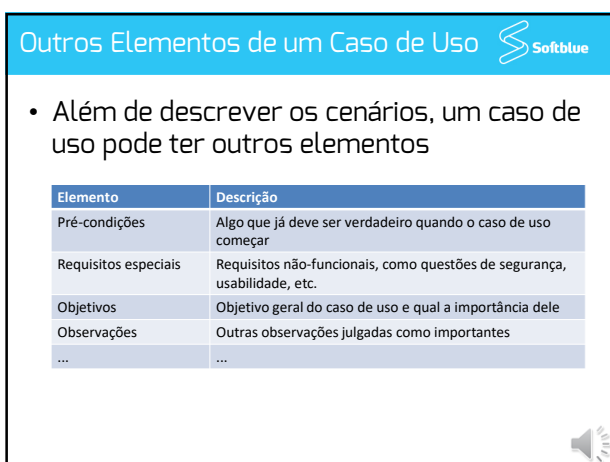 Outros Elementos de um Caso de Uso
Softblue
• Além de descrever os cenários, um caso de
uso pode ter outros elementos
Elemento Descrição
Pré-condições Algo que já deve ser verdadeiro quando o caso de uso
começar
Requisitos especiais Requisitos não-funcionais, como questões de segurança,
usabilidade, etc.
Objetivos Objetivo geral do caso de uso e qual a importância dele
Observações Outras observações julgadas como importantes
... ...